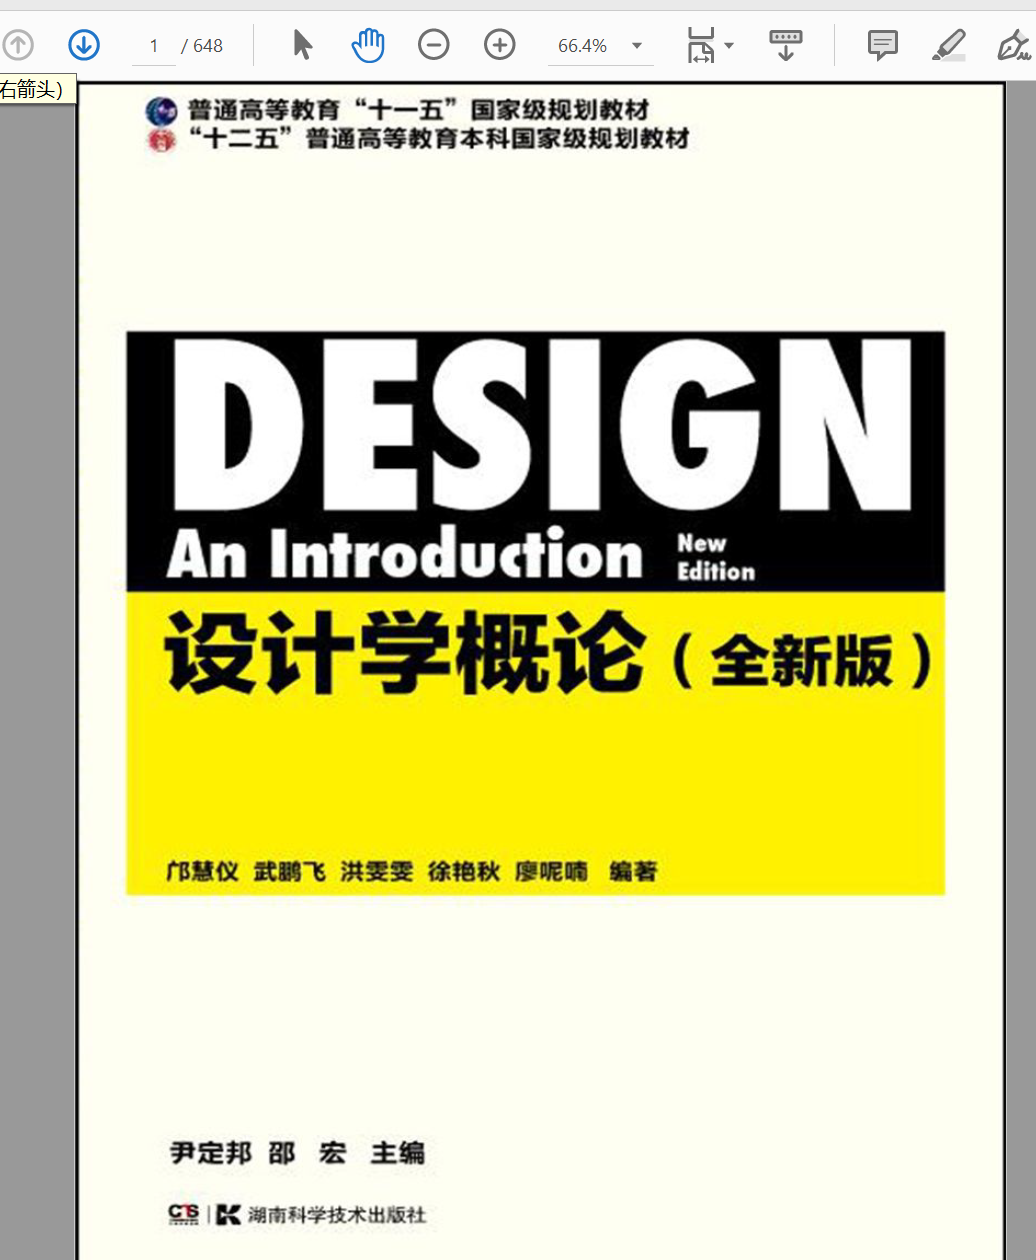 1 / 648 66.4%
右箭头)
普通高等教育“十一五”国家级规划教材
“十二五”普通高等教育本科国家级规划教材
DESIGN
An Introduction New Edition
设计学概论(全新版)
邝慧仪 武鹏飞 洪雯雯 徐艳秋 廖呢喃 编著
尹定邦 邵 宏 主编
CTS 湖南科学技术出版社